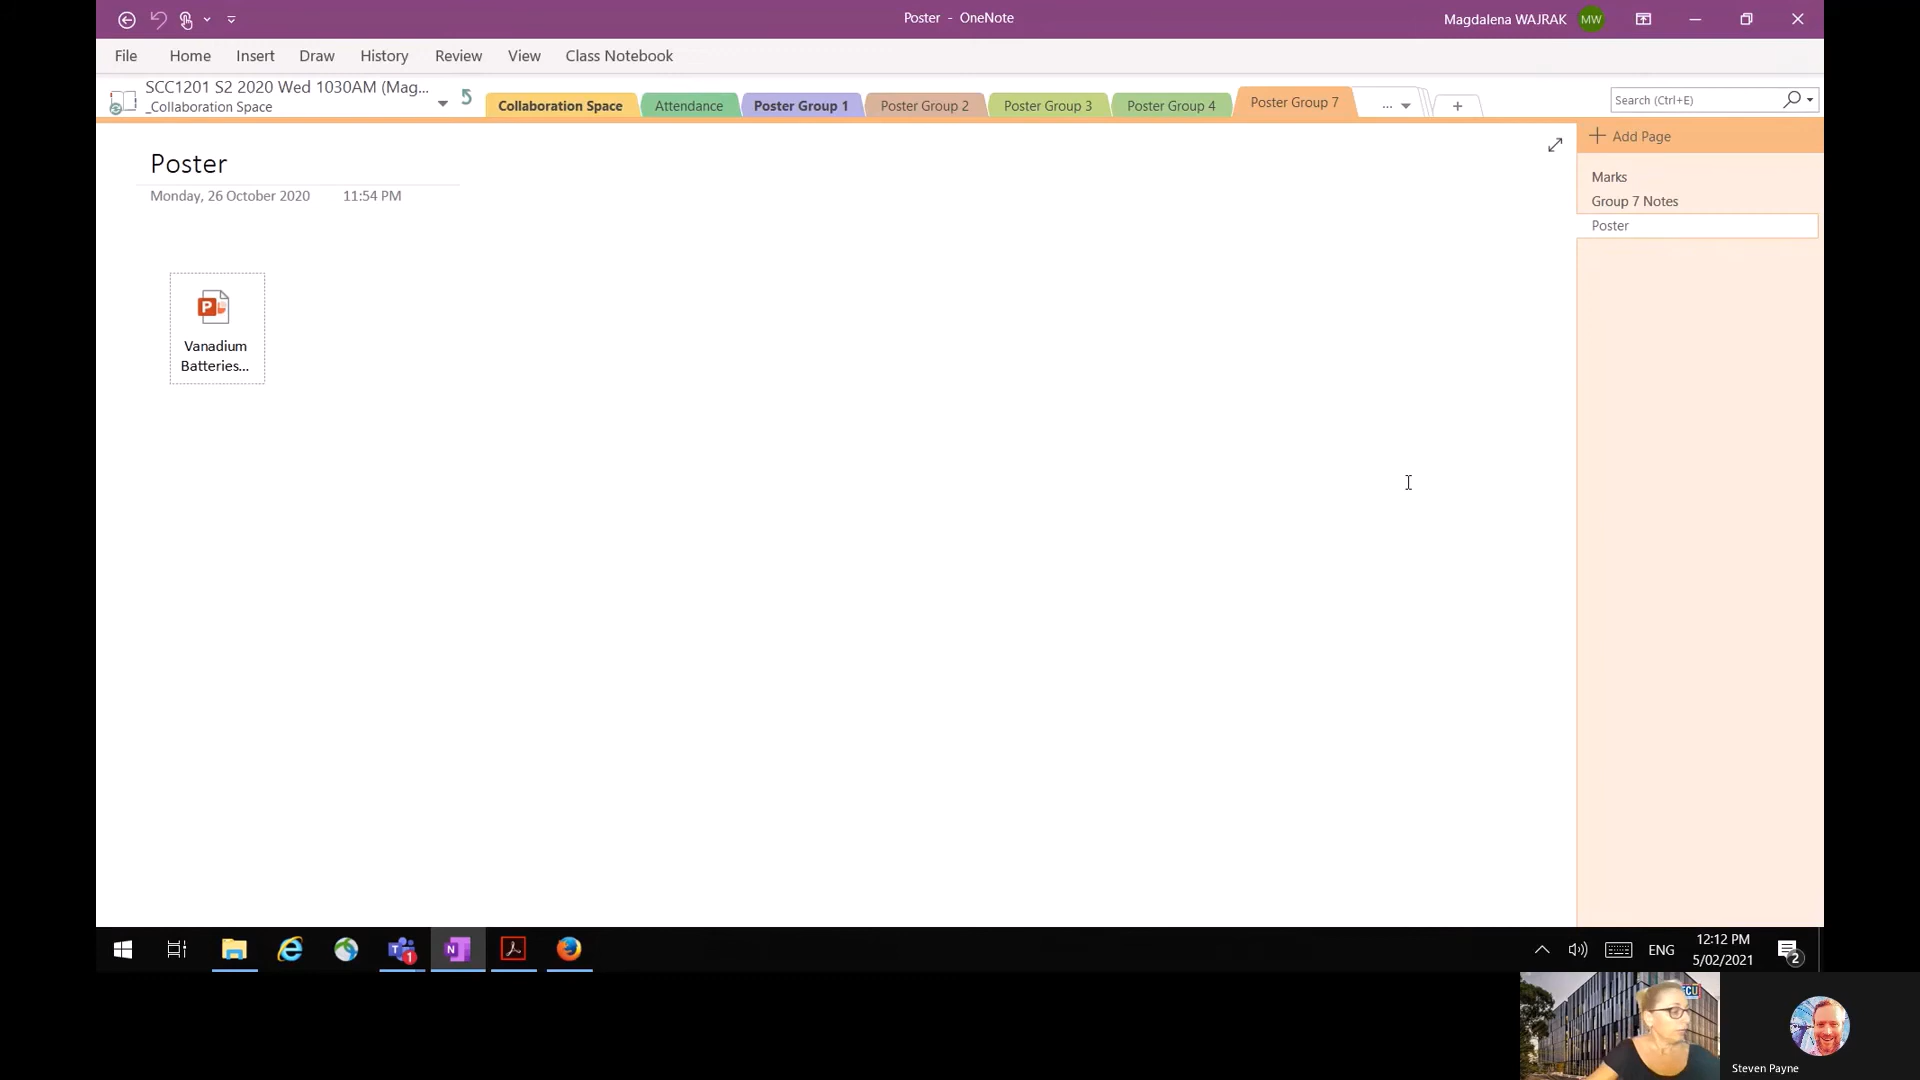 Poster - OneNote
Magdalena WAJRAK
MW
File
Home
Insert
Draw
History
Review
View
Class Notebook
SCC1201 S2 2020 Wed 1030AM (Mag...
_Collaboration Space
Collaboration Space
Attendance
Poster Group 1
Poster Group 2
Poster Group 3
Poster Group 4
Poster Group 7
...
Search (Ctrl+E)
Add Page
Marks
Group 7 Notes
Poster
Poster
Monday, 26 October 2020
11:54 PM
Vanadium
Batteries...
ENG
12:12 PM
5/02/2021
1
2
Steven Payne